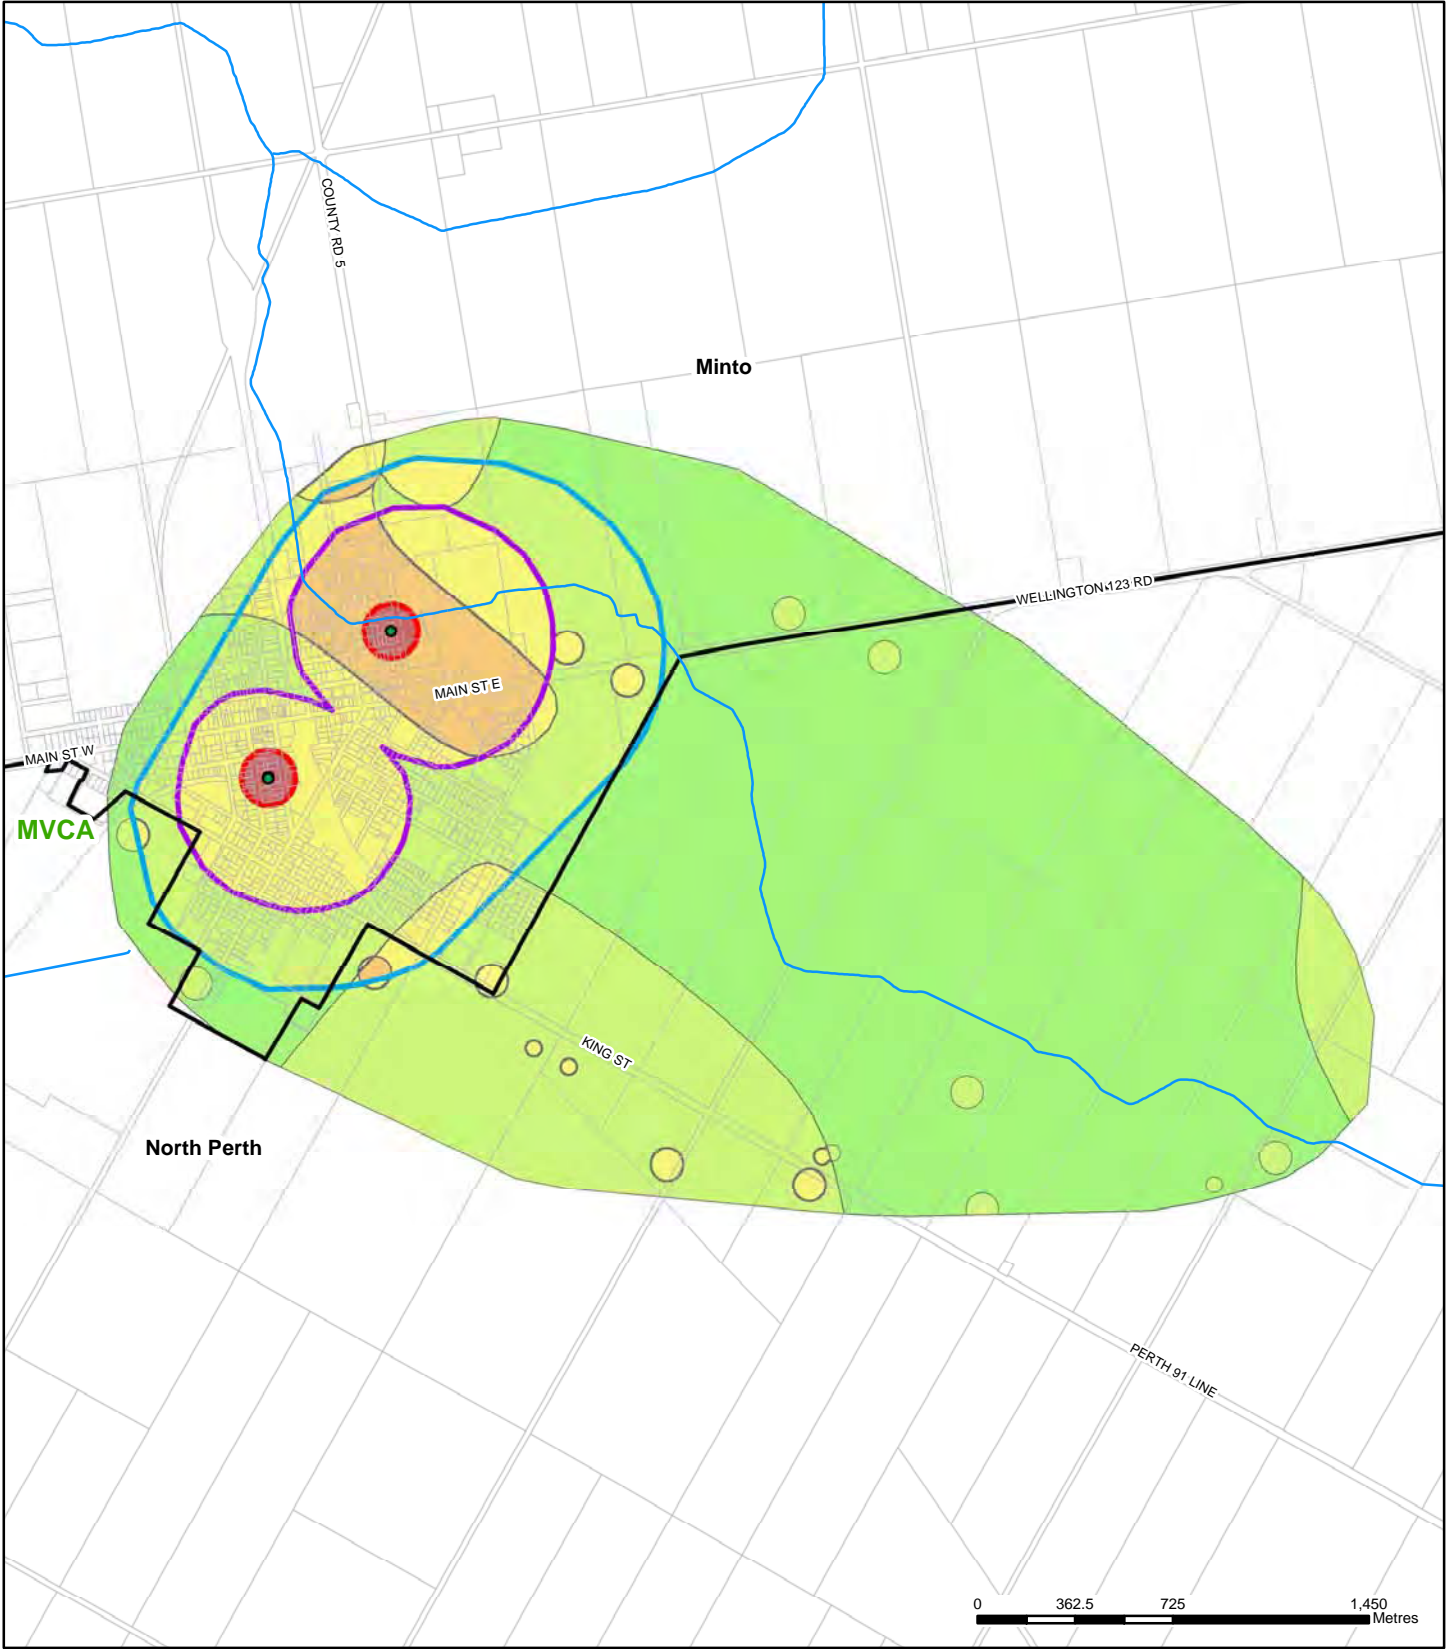 COUNTY RD 5
Minto
WELLINGTON 123 RD
MAIN ST E
MAIN ST W
MVCA
KING ST
North Perth
PERTH 91 LINE
0 362.5 725 1,450
Metres